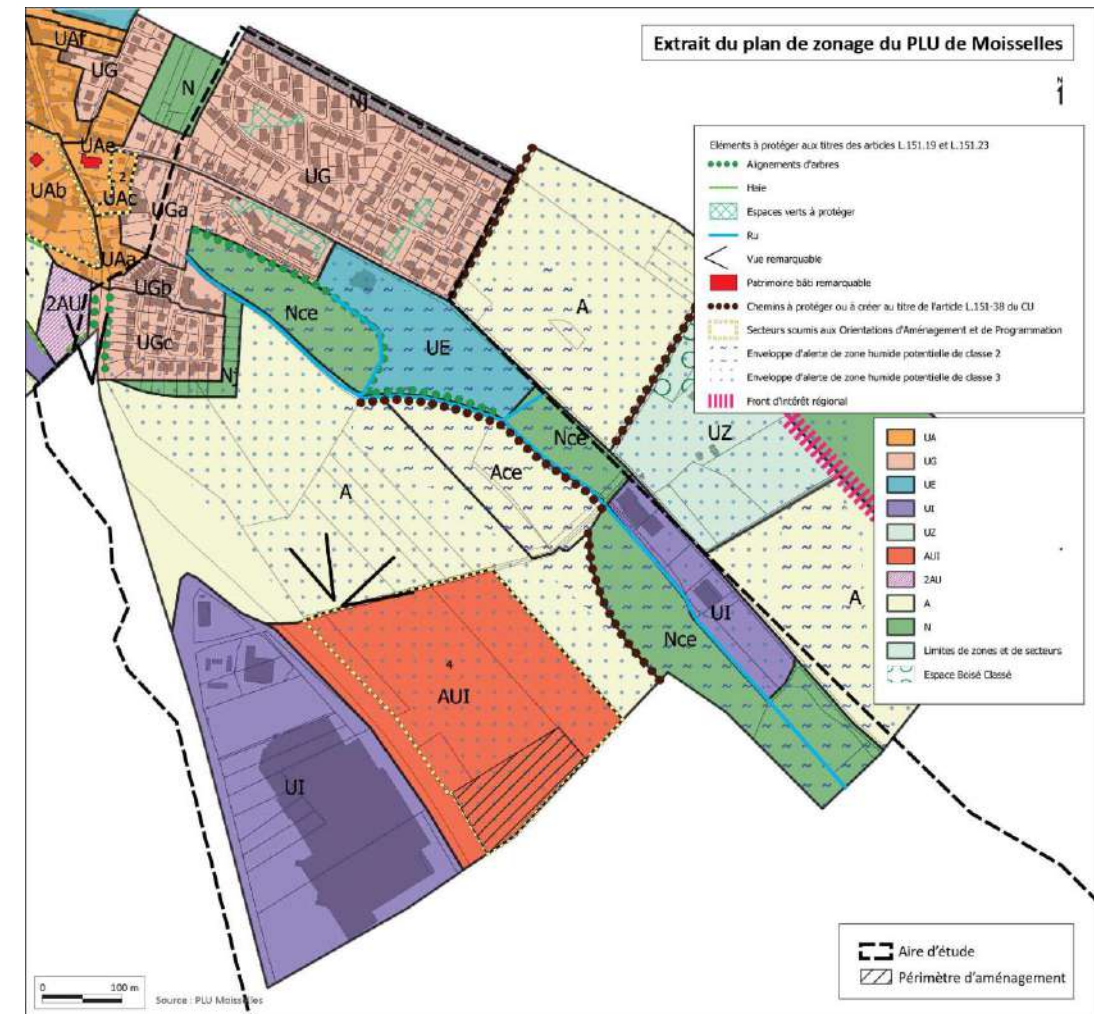 Extrait du plan de zonage du PLU de Moisselles
N
1
Eléments à protéger aux titres des articles L.151.19 et L.151.23
Alignements d'arbres
Haie
Espaces verts à protéger
Ru
Vue remarquable
Patrimoine bâti remarquable
Chemins à protéger ou à créer au titre de l'article L.151-38 du CU
Secteurs soumis aux Orientations d'Aménagement et de Programmation
Enveloppe d'alerte de zone humide potentielle de classe 2
Enveloppe d'alerte de zone humide potentielle de classe 3
Front d'intérêt régional
UA
UG
UE
UI
UZ
AUI
2AU
A
N
Limites de zones et de secteurs
Espace Boisé Classé
UAf
UG
N
Nj
UAe
UG
2
UAb
UAc
UGa
A
UAa
2AU
UGb
Nce
UE
UGc
Nj
UZ
Nce
Ace
A
A
UI
Nce
4
AUI
UI
Aire d'étude
Périmètre d'aménagement
0
100 m
Source : PLU Moisselles